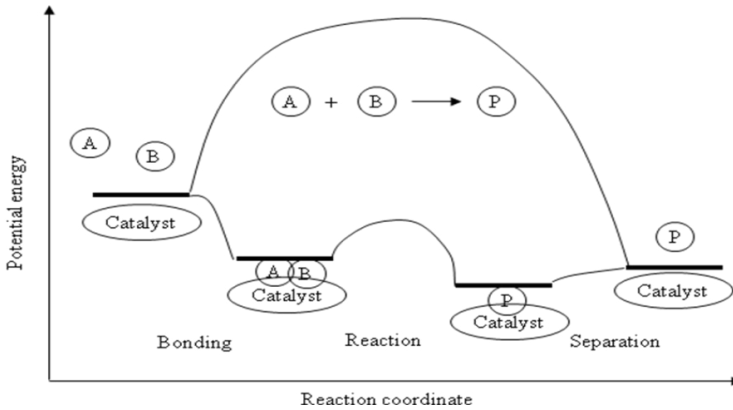 Potential energy
A + B → P
A
B
Catalyst
A B
Catalyst
P
Catalyst
P
Catalyst
Bonding
Reaction
Separation
Reaction coordinate